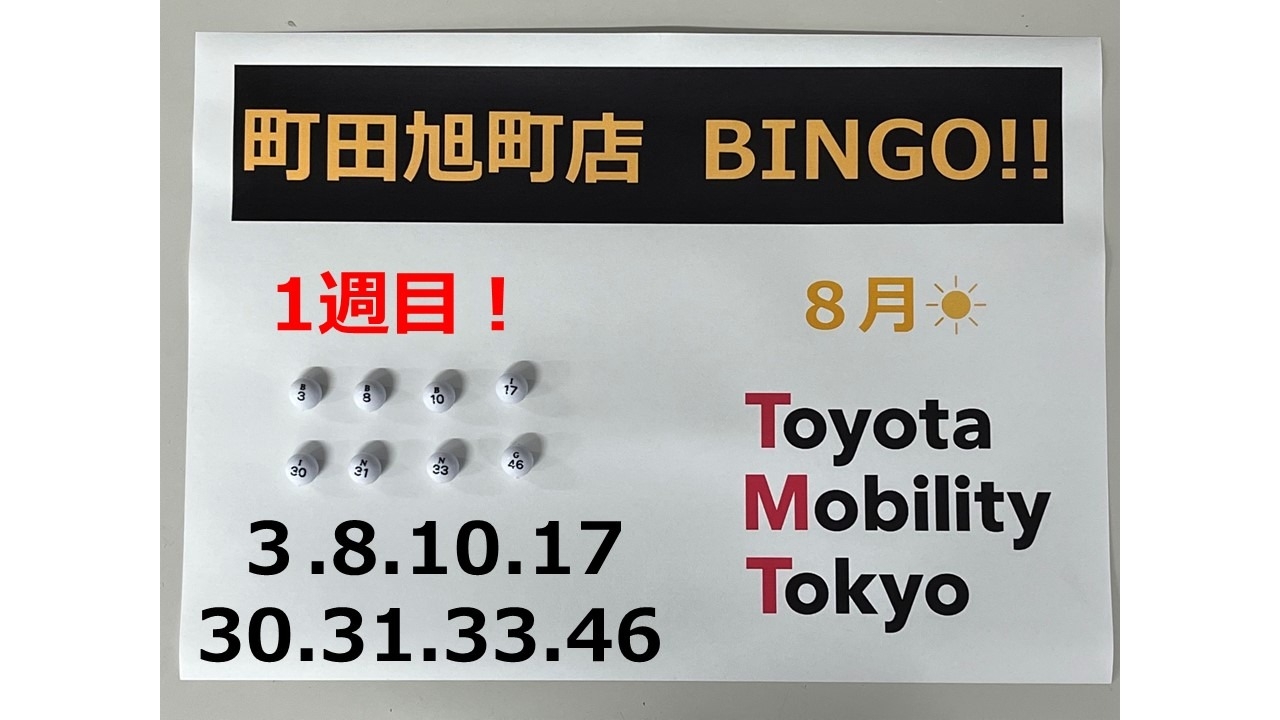 町田旭町店 BINGO!!
1週目！
８月☀
B 3
B 8
B 10
I 17
I 30
N 31
N 33
G 46
３.8.10.17
30.31.33.46
Toyota
Mobility
Tokyo